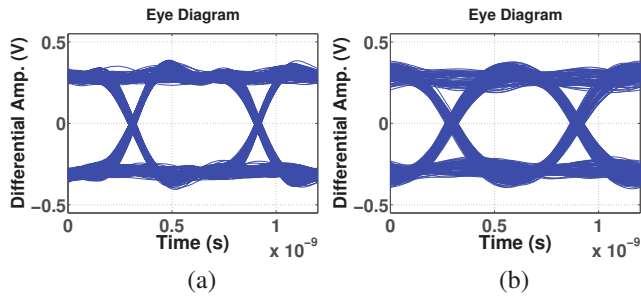 Eye Diagram
Differential Amp. (V)
0.5
0
−0.5
0
0.5
1
Time (s)
x 10⁻⁹
(a)
Eye Diagram
Differential Amp. (V)
0.5
0
−0.5
0
0.5
1
Time (s)
x 10⁻⁹
(b)